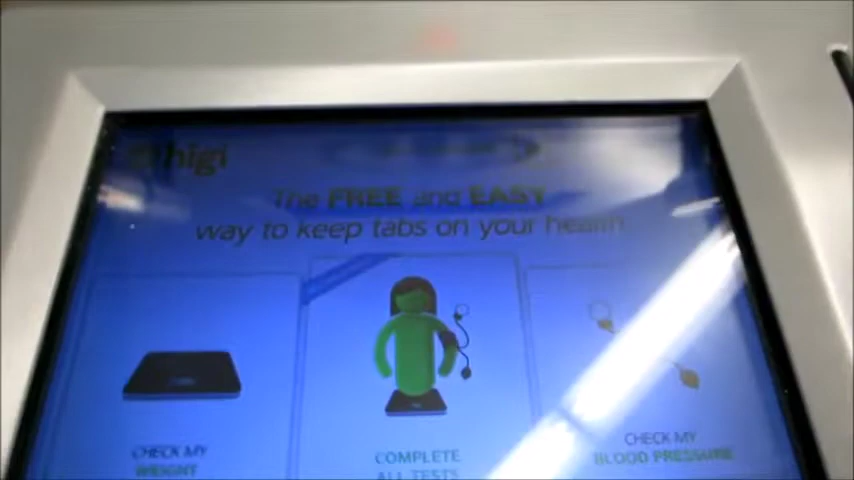 higi
The FREE and EASY
way to keep tabs on your health
CHECK MY
WEIGHT
COMPLETE
ALL TESTS
CHECK MY
BLOOD PRESSURE